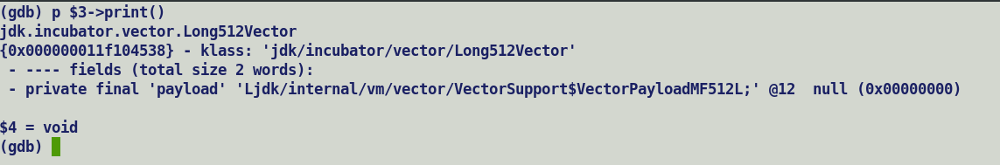 (gdb) p $3->print()
jdk.incubator.vector.Long512Vector
{0x000000011f104538} - klass: 'jdk/incubator/vector/Long512Vector'
 - ---- fields (total size 2 words):
 - private final 'payload' 'Ljdk/internal/vm/vector/VectorSupport$VectorPayloadMF512L;' @12  null (0x00000000)
$4 = void
(gdb)